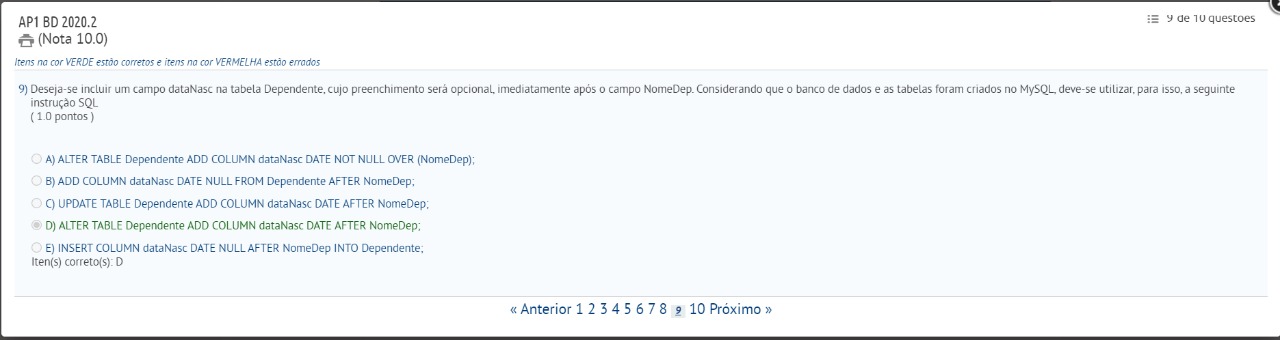 AP1 BD 2020.2
(Nota 10.0)
9 de 10 questões
Itens na cor VERDE estão corretos e itens na cor VERMELHA estão errados
9) Deseja-se incluir um campo dataNasc na tabela Dependente, cujo preenchimento será opcional, imediatamente após o campo NomeDep. Considerando que o banco de dados e as tabelas foram criados no MySQL, deve-se utilizar, para isso, a seguinte
instrução SQL
( 1.0 pontos )
A) ALTER TABLE Dependente ADD COLUMN dataNasc DATE NOT NULL OVER (NomeDep);
B) ADD COLUMN dataNasc DATE NULL FROM Dependente AFTER NomeDep;
C) UPDATE TABLE Dependente ADD COLUMN dataNasc DATE AFTER NomeDep;
D) ALTER TABLE Dependente ADD COLUMN dataNasc DATE AFTER NomeDep;
E) INSERT COLUMN dataNasc DATE NULL AFTER NomeDep INTO Dependente;
Iten(s) correto(s): D
« Anterior 1 2 3 4 5 6 7 8 9 10 Próximo »